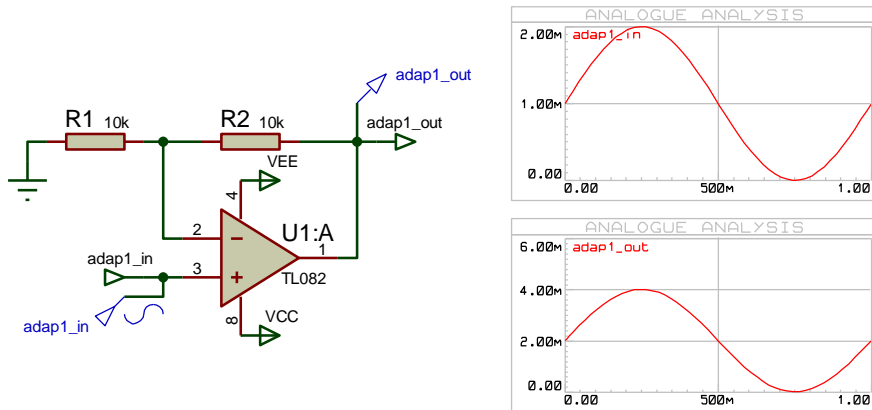 adap1_out
R1 10k
R2 10k
adap1_out
VEE
4
2
U1:A
1
adap1_in
3
TL082
adap1_in
8
VCC
ANALOGUE ANALYSIS
2.00m
adap1_in
1.00m
0.00
0.00 500m 1.00
ANALOGUE ANALYSIS
6.00m
adap1_out
4.00m
2.00m
0.00
0.00 500m 1.00